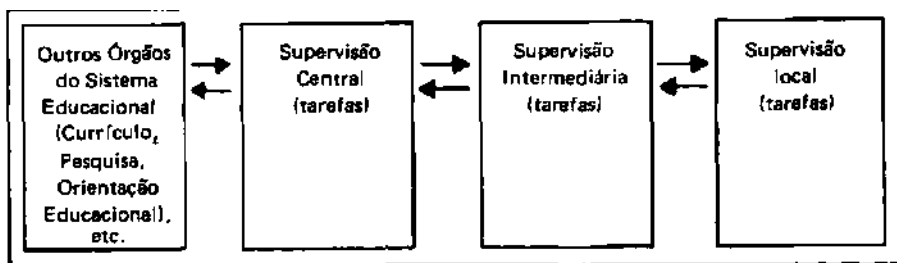 Outros Órgãos
do Sistema
Educacional
(Currículo,
Pesquisa,
Orientação
Educacional),
etc.
Supervisão
Central
(tarefas)
Supervisão
Intermediária
(tarefas)
Supervisão
local
(tarefas)